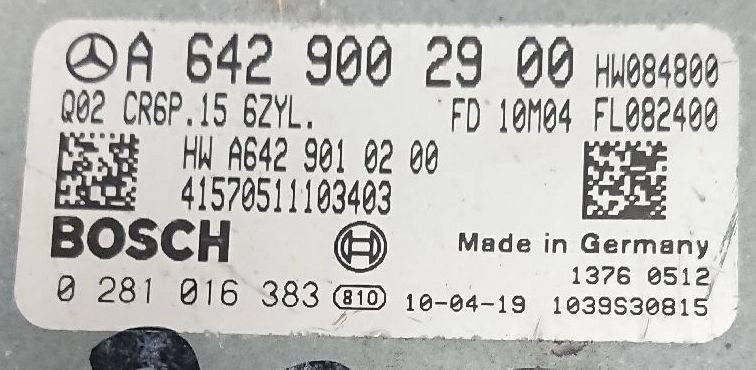 A 642 900 29 00 HW084800
Q02 CR6P.15 6ZYL. FD 10M04 FL082400
HW A642 901 02 00
41570511103403
BOSCH Made in Germany
1376 0512
0 281 016 383 810 10-04-19 1039S30815